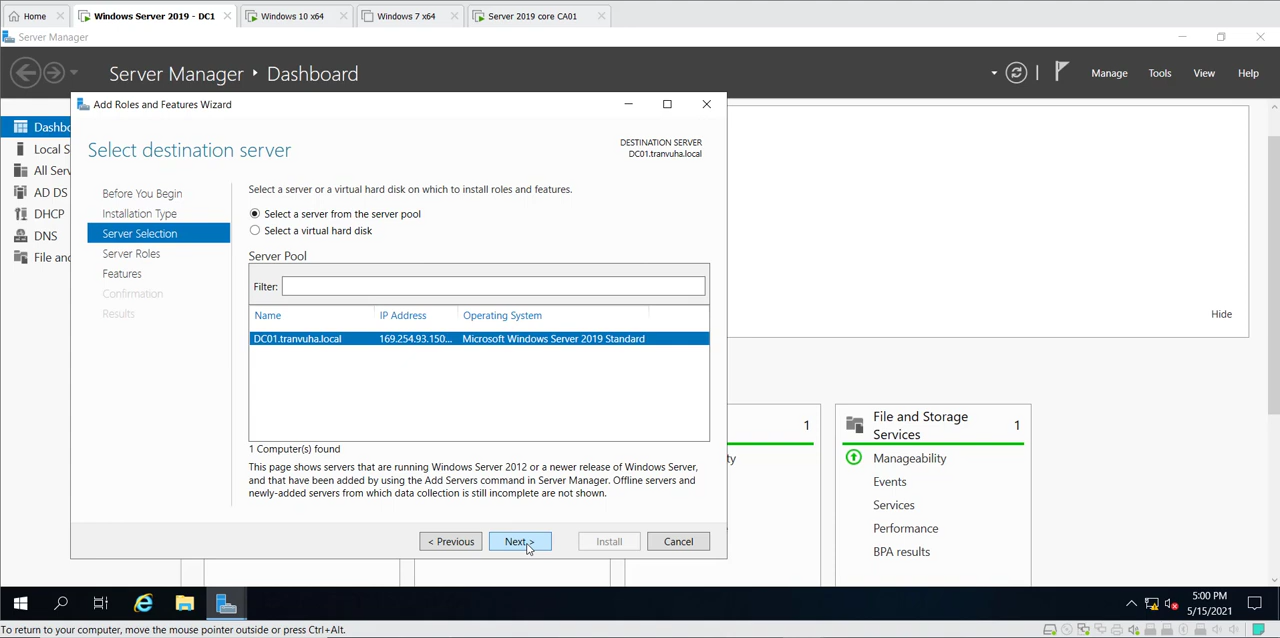 Home
Windows Server 2019 - DC1
Windows 10 x64
Windows 7 x64
Server 2019 core CA01
Server Manager
Server Manager
Dashboard
Manage
Tools
View
Help
Add Roles and Features Wizard
Select destination server
DESTINATION SERVER
DC01.tranvuha.local
Dashbo
Local S
All Serv
AD DS
DHCP
DNS
File and
Before You Begin
Installation Type
Server Selection
Server Roles
Features
Confirmation
Results
Select a server or a virtual hard disk on which to install roles and features.
Select a server from the server pool
Select a virtual hard disk
Server Pool
Filter:
Name IP Address Operating System
DC01.tranvuha.local 169.254.93.150... Microsoft Windows Server 2019 Standard
1 Computer(s) found
This page shows servers that are running Windows Server 2012 or a newer release of Windows Server,
and that have been added by using the Add Servers command in Server Manager. Offline servers and
newly-added servers from which data collection is still incomplete are not shown.
< Previous
Next >
Install
Cancel
Hide
1
ty
File and Storage
Services
1
Manageability
Events
Services
Performance
BPA results
5:00 PM
5/15/2021
To return to your computer, move the mouse pointer outside or press Ctrl+Alt.